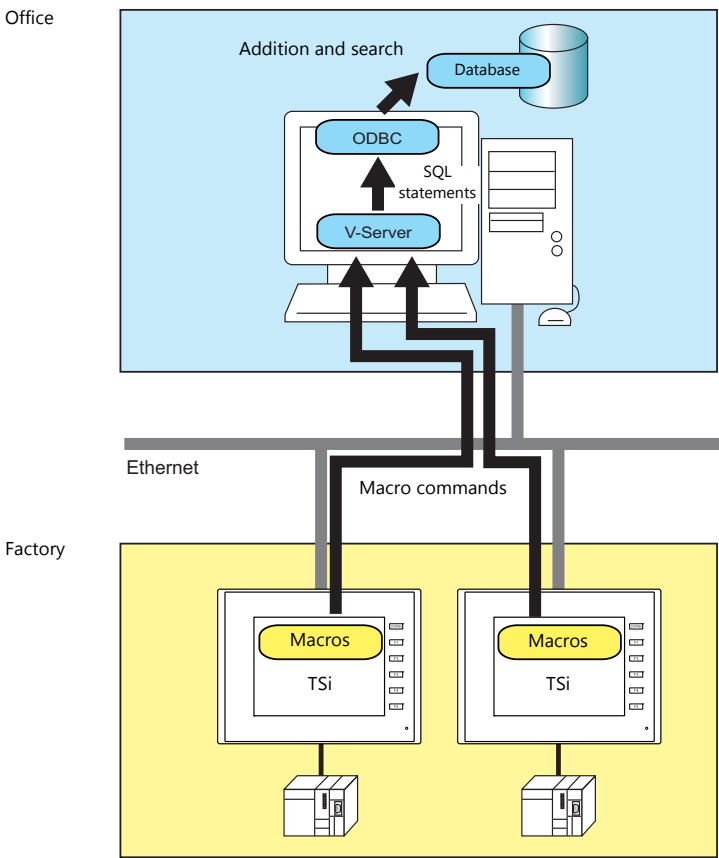 Office
Addition and search
Database
ODBC
SQL
statements
V-Server
Ethernet
Macro commands
Factory
Macros
TSi
Macros
TSi